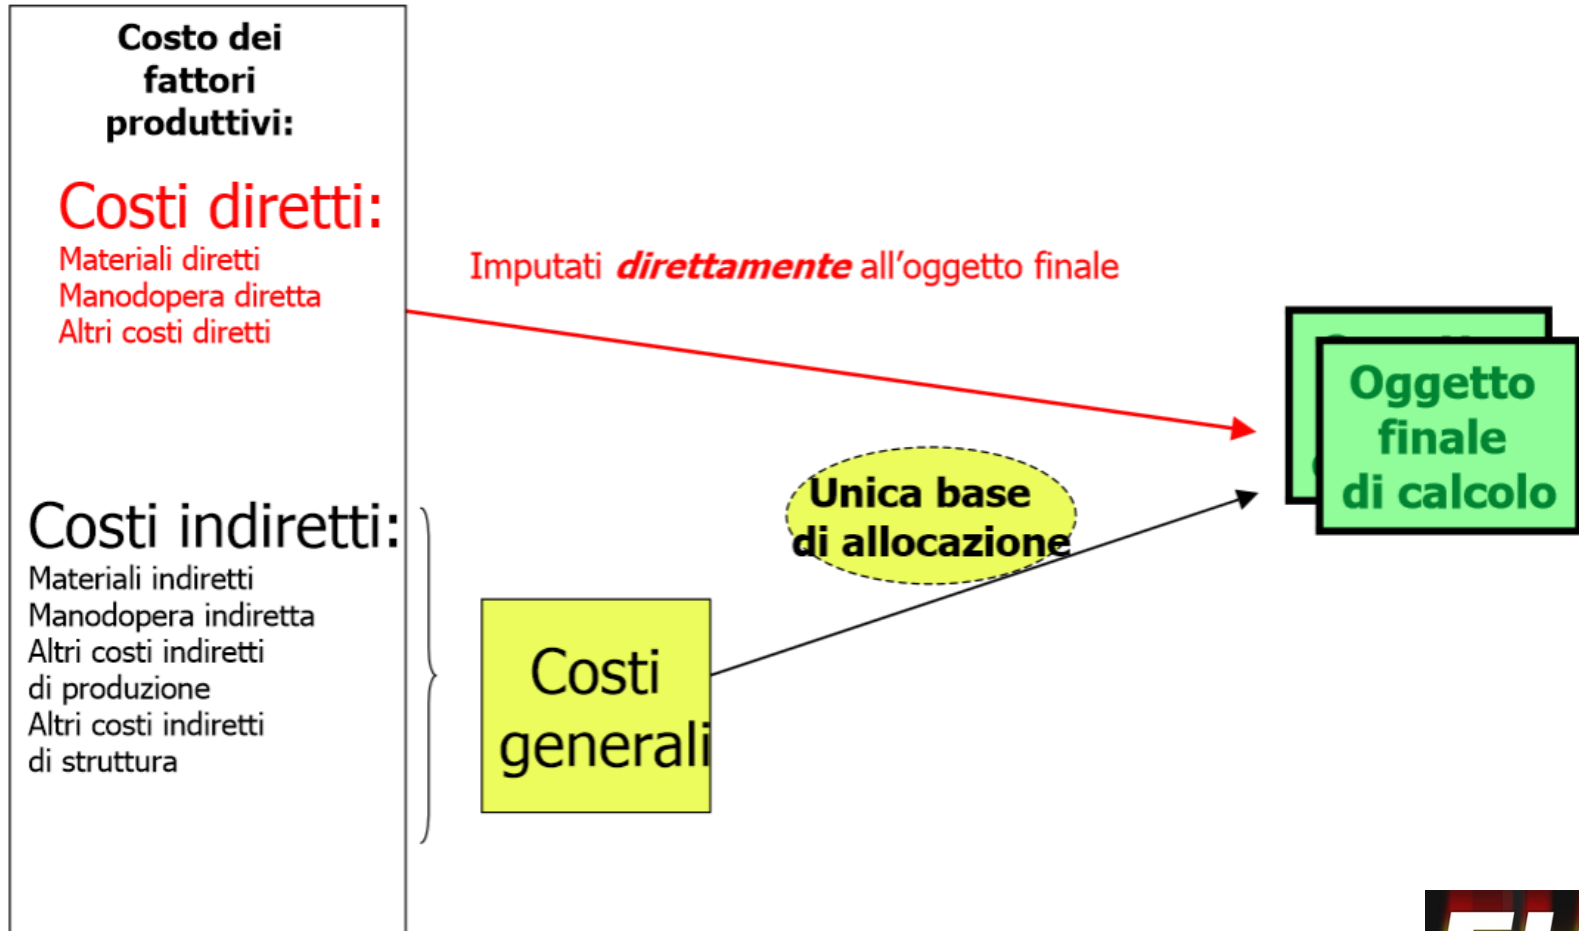 Costo dei
fattori
produttivi:
Costi diretti:
Materiali diretti
Manodopera diretta
Altri costi diretti
Imputati direttamente all’oggetto finale
Costi indiretti:
Materiali indiretti
Manodopera indiretta
Altri costi indiretti
di produzione
Altri costi indiretti
di struttura
Costi
generali
Unica base
di allocazione
Oggetto
finale
di calcolo